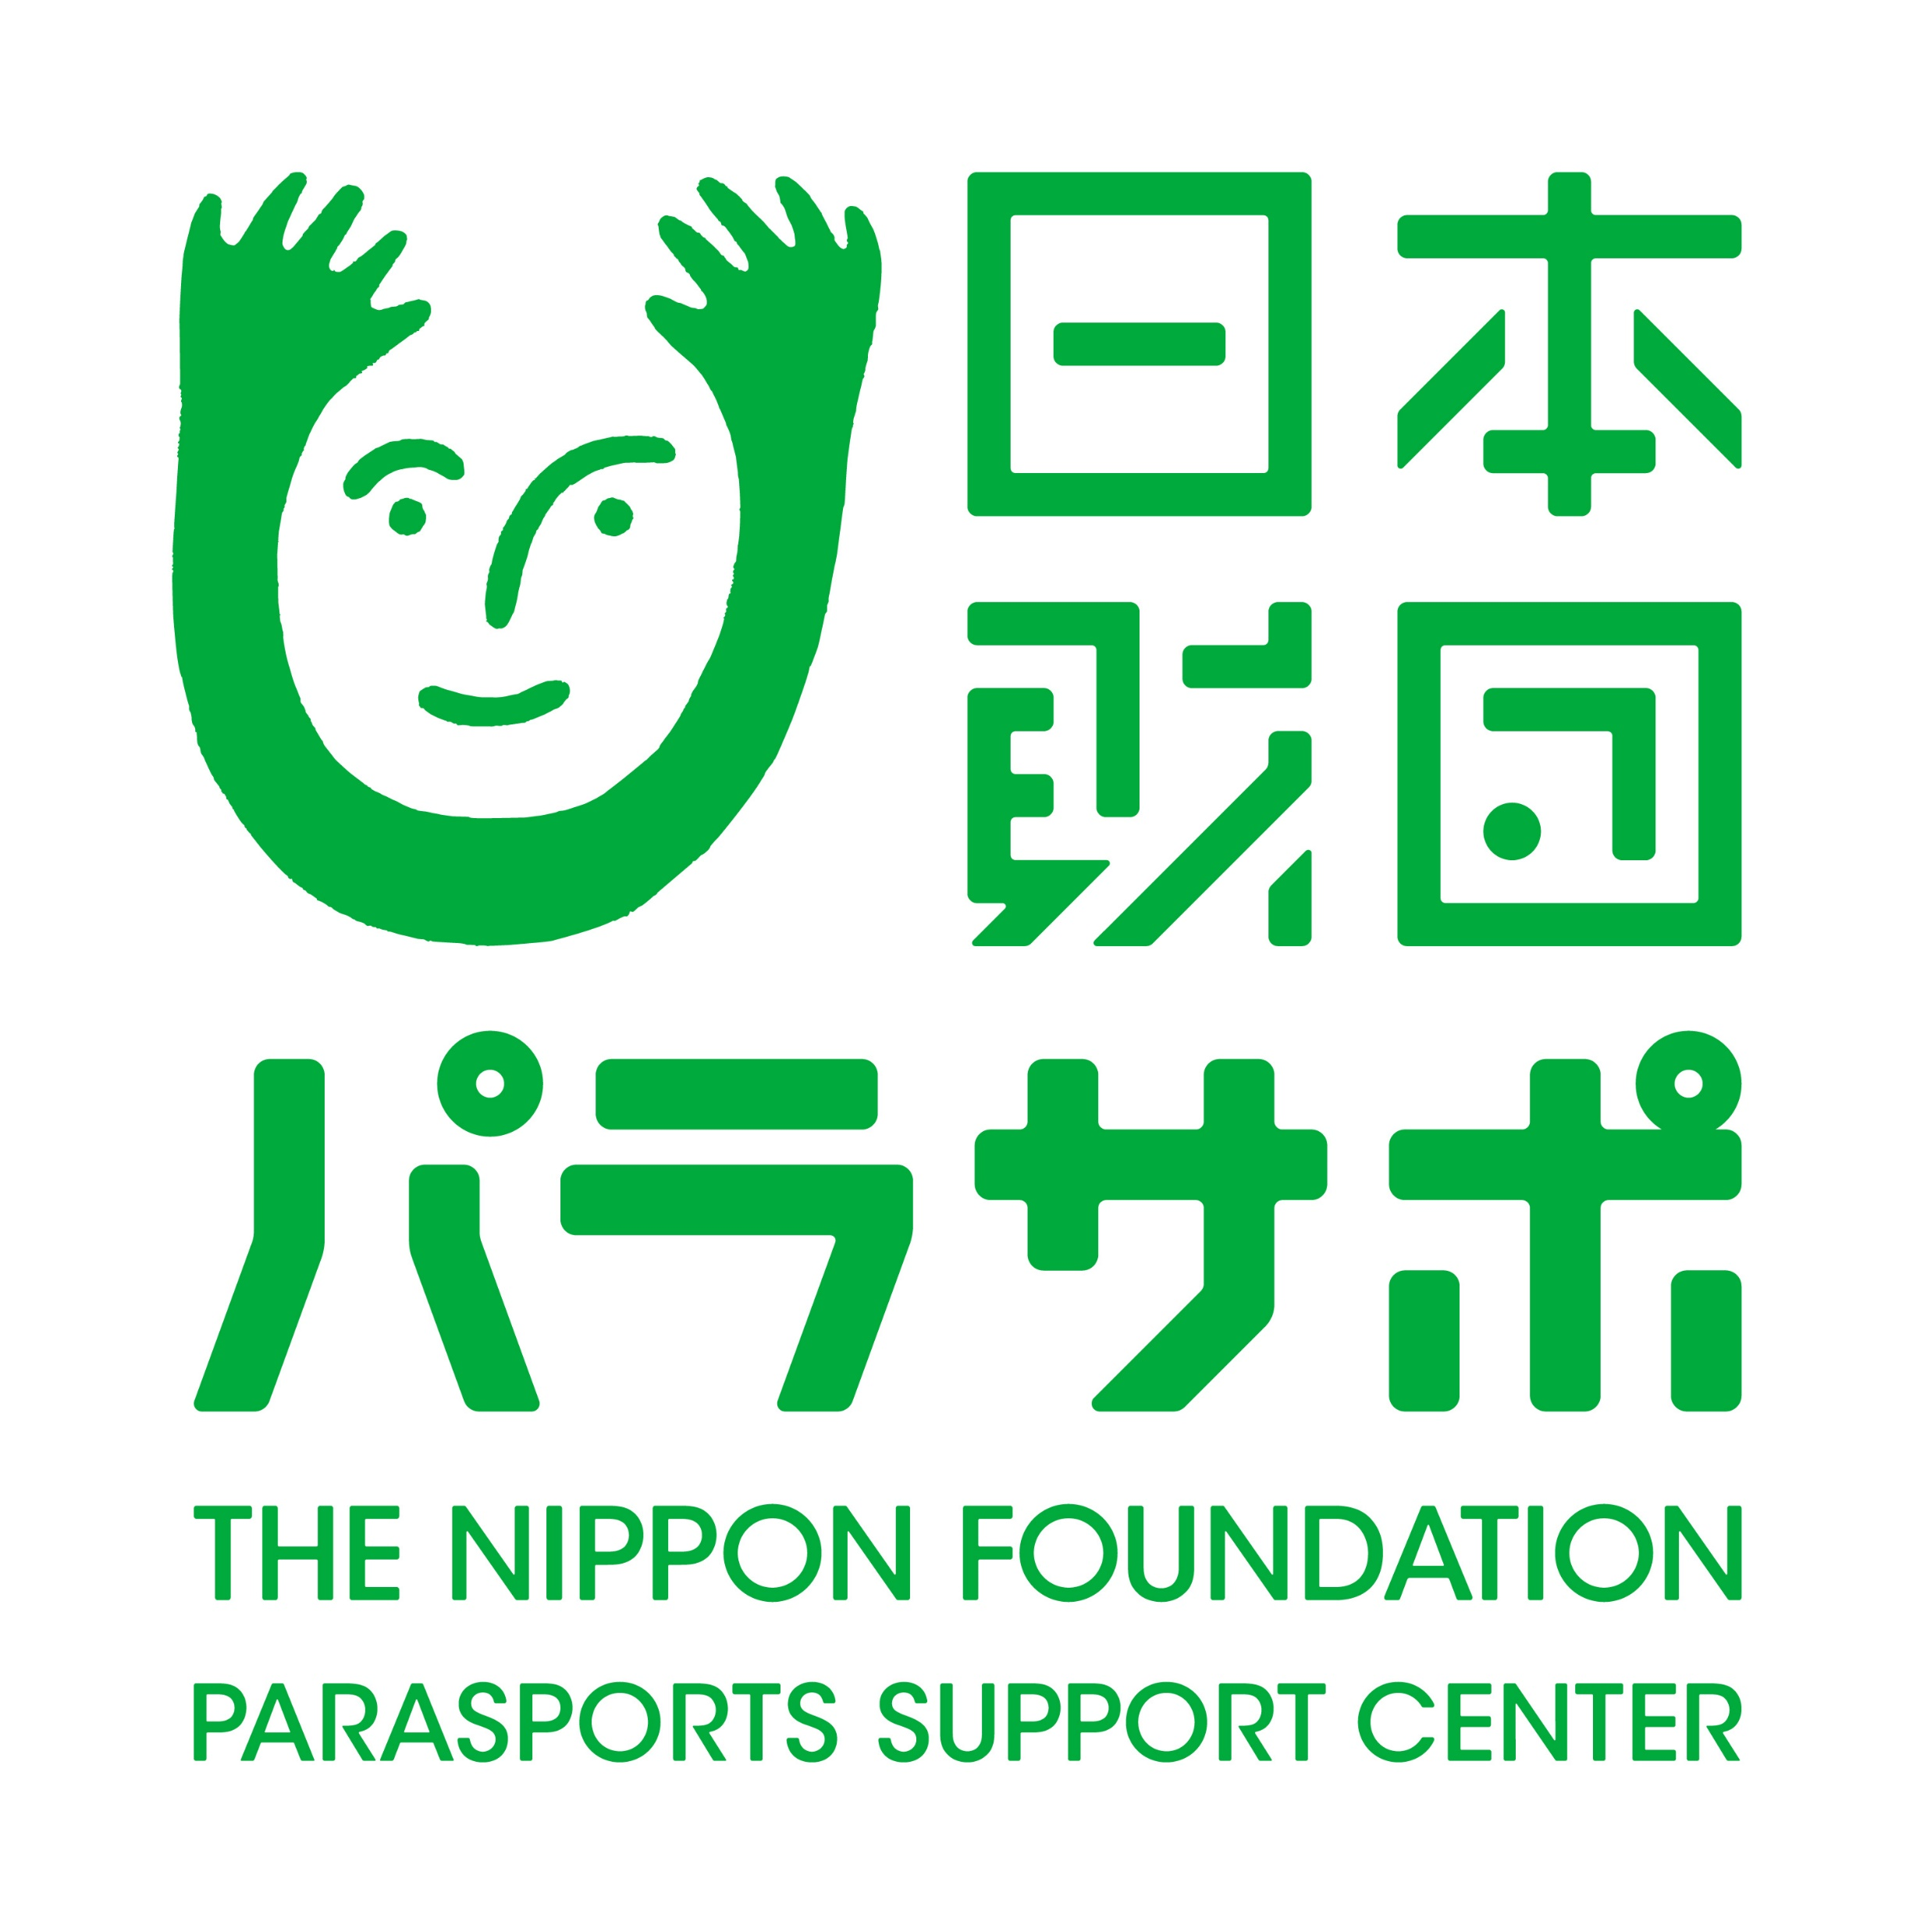 日本
財団
パラサポ
THE NIPPON FOUNDATION
PARASPORTS SUPPORT CENTER